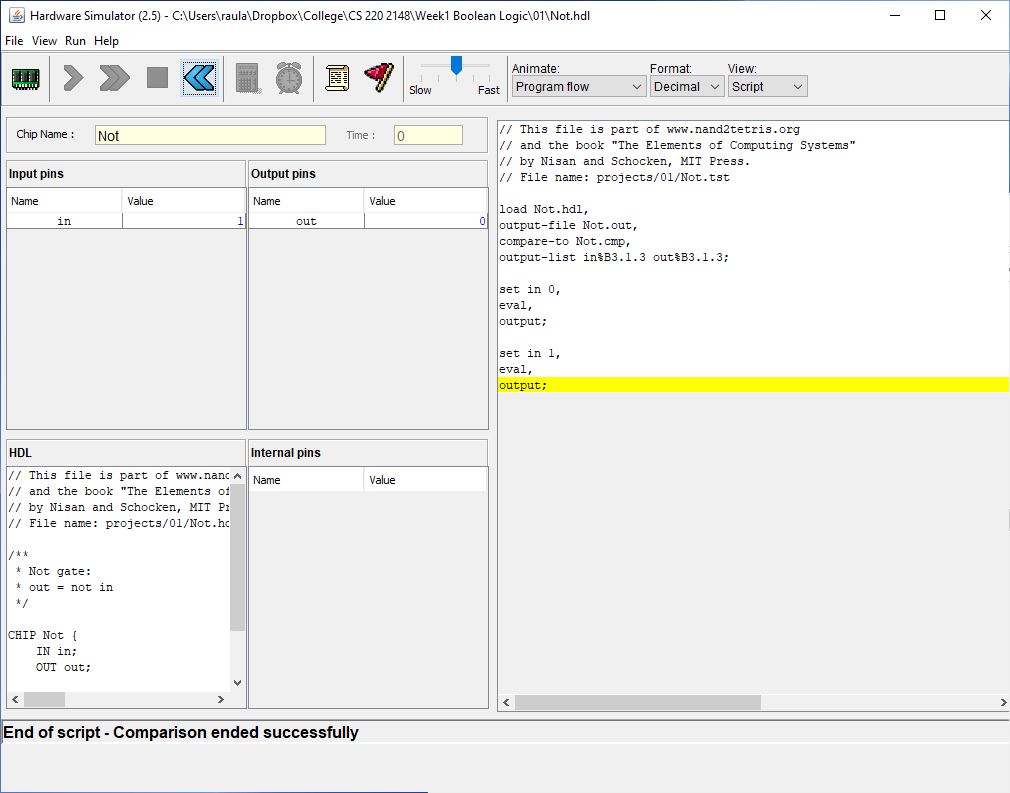 Hardware Simulator (2.5) - C:\Users\raula\Dropbox\College\CS 220 2148\Week1 Boolean Logic\01\Not.hdl
File View Run Help
Slow Fast
Animate: Format: View:
Program flow Decimal Script
Chip Name : Not Time : 0
Input pins
Name Value
in 1
Output pins
Name Value
out 0
HDL
// This file is part of www.nand
// and the book "The Elements of
// by Nisan and Schocken, MIT Pr
// File name: projects/01/Not.hd
/**
* Not gate:
* out = not in
*/
CHIP Not {
IN in;
OUT out;
Internal pins
Name Value
// This file is part of www.nand2tetris.org
// and the book "The Elements of Computing Systems"
// by Nisan and Schocken, MIT Press.
// File name: projects/01/Not.tst
load Not.hdl,
output-file Not.out,
compare-to Not.cmp,
output-list in%B3.1.3 out%B3.1.3;
set in 0,
eval,
output;
set in 1,
eval,
output;
End of script - Comparison ended successfully